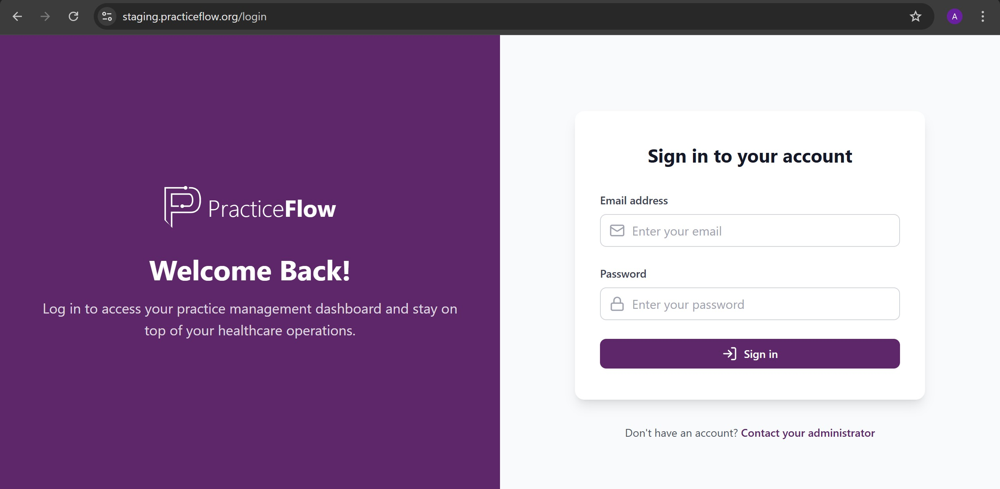 staging.practiceflow.org/login
A
PracticeFlow
Welcome Back!
Log in to access your practice management dashboard and stay on
top of your healthcare operations.
Sign in to your account
Email address
Enter your email
Password
Enter your password
Sign in
Don't have an account? Contact your administrator